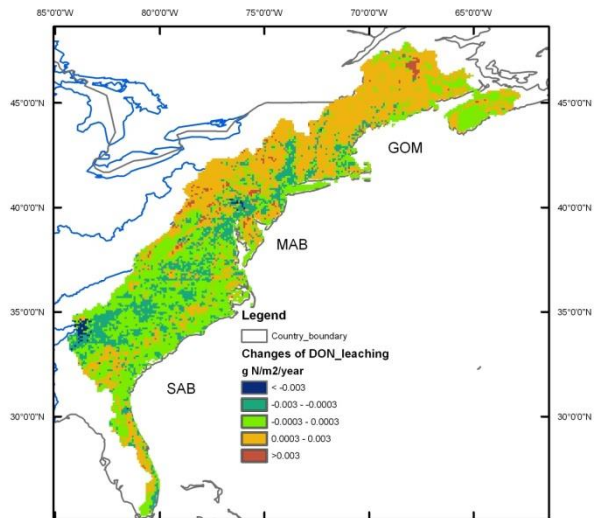 85°0'0"W 80°0'0"W 75°0'0"W 70°0'0"W 65°0'0"W
45°0'0"N 45°0'0"N
GOM
40°0'0"N 40°0'0"N
MAB
35°0'0"N 35°0'0"N
Legend
Country_boundary
Changes of DON_leaching
g N/m2/year
< -0.003
-0.003 - -0.0003
-0.0003 - 0.0003
0.0003 - 0.003
>0.003
SAB
30°0'0"N 30°0'0"N